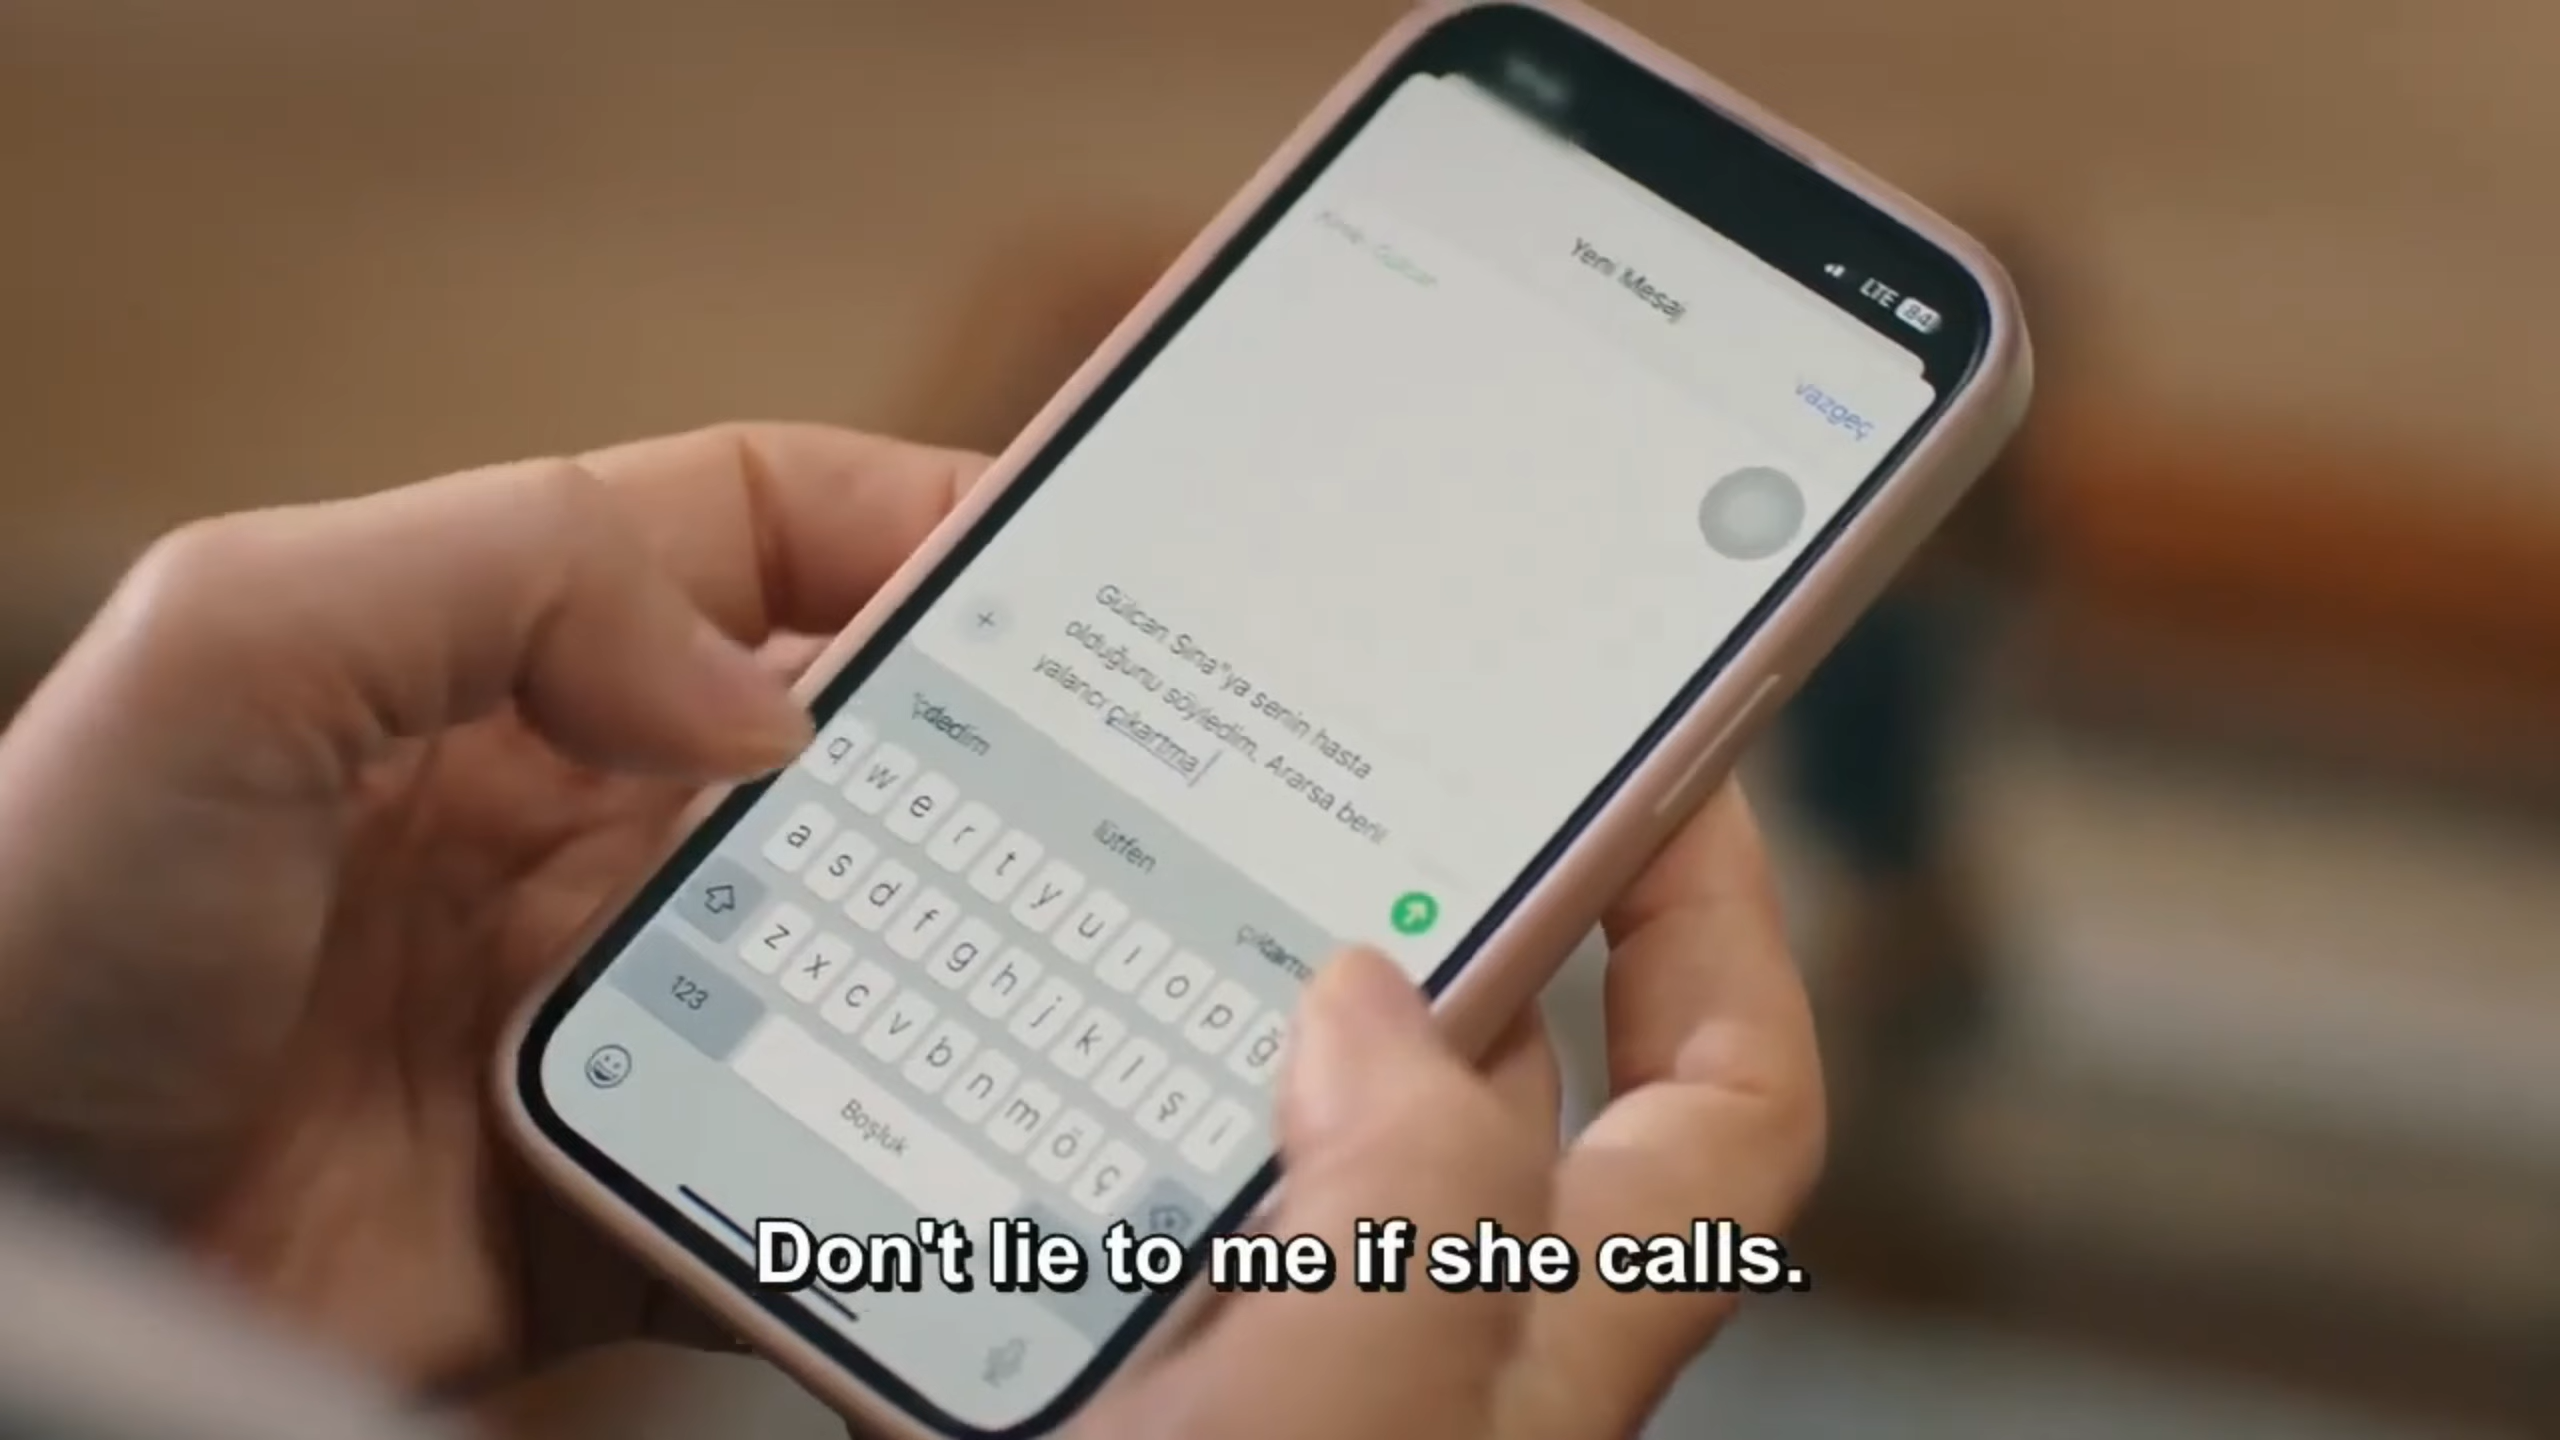 LTE 84
Yeni Mesaj
vazgeç
Gülcan Sina"ya senin hasta
olduğunu söyledim. Ararsa beni
yalancı çıkartma
+
"çdedim lütfen
q w e r t y u ı o p ğ
a s d f g h j k l ş i
z x c v b n m ö ç
123
Boşluk
Don't lie to me if she calls.